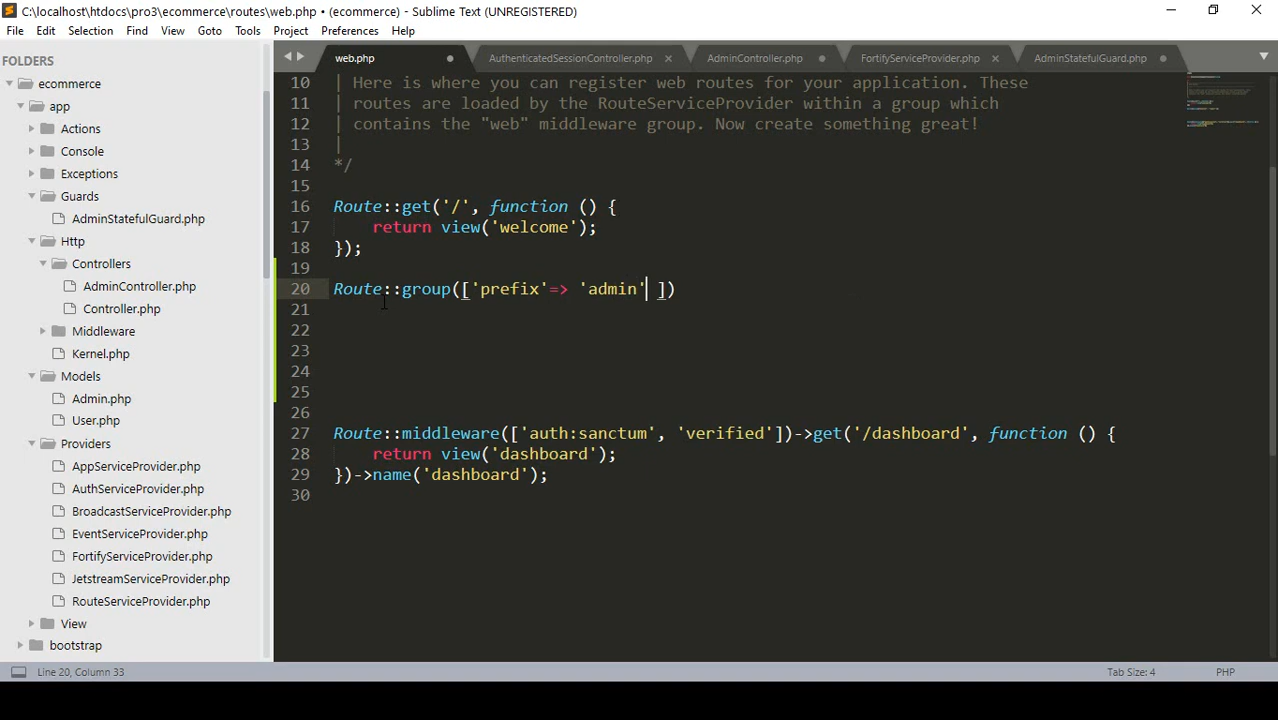 C:\localhost\htdocs\pro3\ecommerce\routes\web.php • (ecommerce) - Sublime Text (UNREGISTERED)
File Edit Selection Find View Goto Tools Project Preferences Help
FOLDERS
ecommerce
app
Actions
Console
Exceptions
Guards
AdminStatefulGuard.php
Http
Controllers
AdminController.php
Controller.php
Middleware
Kernel.php
Models
Admin.php
User.php
Providers
AppServiceProvider.php
AuthServiceProvider.php
BroadcastServiceProvider.php
EventServiceProvider.php
FortifyServiceProvider.php
JetstreamServiceProvider.php
RouteServiceProvider.php
View
bootstrap
web.php AuthenticatedSessionController.php AdminController.php FortifyServiceProvider.php AdminStatefulGuard.php
10 | Here is where you can register web routes for your application. These
11 | routes are loaded by the RouteServiceProvider within a group which
12 | contains the "web" middleware group. Now create something great!
13 |
14 */
15
16 Route::get('/', function () {
17 return view('welcome');
18 });
19
20 Route::group(['prefix'=> 'admin' ])
21
22
23
24
25
26
27 Route::middleware(['auth:sanctum', 'verified'])->get('/dashboard', function () {
28 return view('dashboard');
29 })->name('dashboard');
30
Line 20, Column 33 Tab Size: 4 PHP